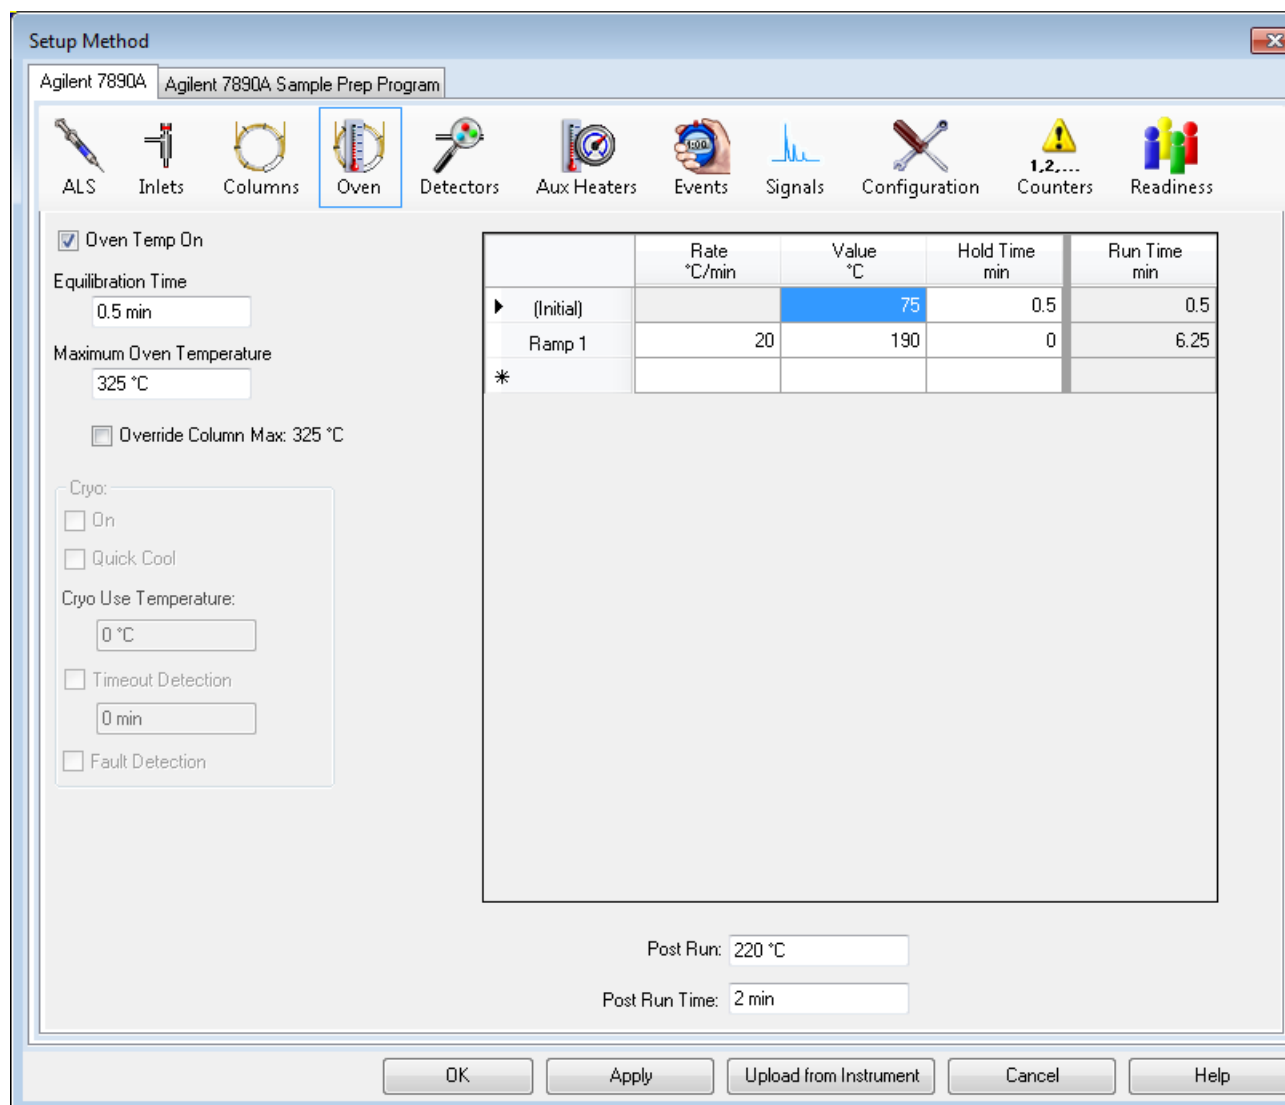 Setup Method
Agilent 7890A Agilent 7890A Sample Prep Program
1:00
1,2,...
ALS Inlets Columns Oven Detectors Aux Heaters Events Signals Configuration Counters Readiness
Oven Temp On
Equilibration Time
0.5 min
Maximum Oven Temperature
325 °C
Override Column Max: 325 °C
Cryo:
On
Quick Cool
Cryo Use Temperature:
0 °C
Timeout Detection
0 min
Fault Detection
Rate Value Hold Time Run Time
°C/min °C min min
(Initial) 75 0.5 0.5
Ramp 1 20 190 0 6.25
Post Run: 220 °C
Post Run Time: 2 min
OK Apply Upload from Instrument Cancel Help